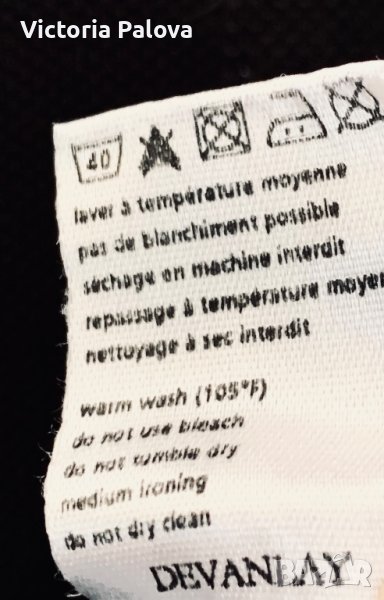 Victoria Palova
40
laver à température moyenne
pas de blanchiment possible
séchage en machine interdit
repassage à température moyen
nettoyage à sec interdit
warm wash (105°F)
do not use bleach
do not tumble dry
medium ironing
do not dry clean
DEVANLAY